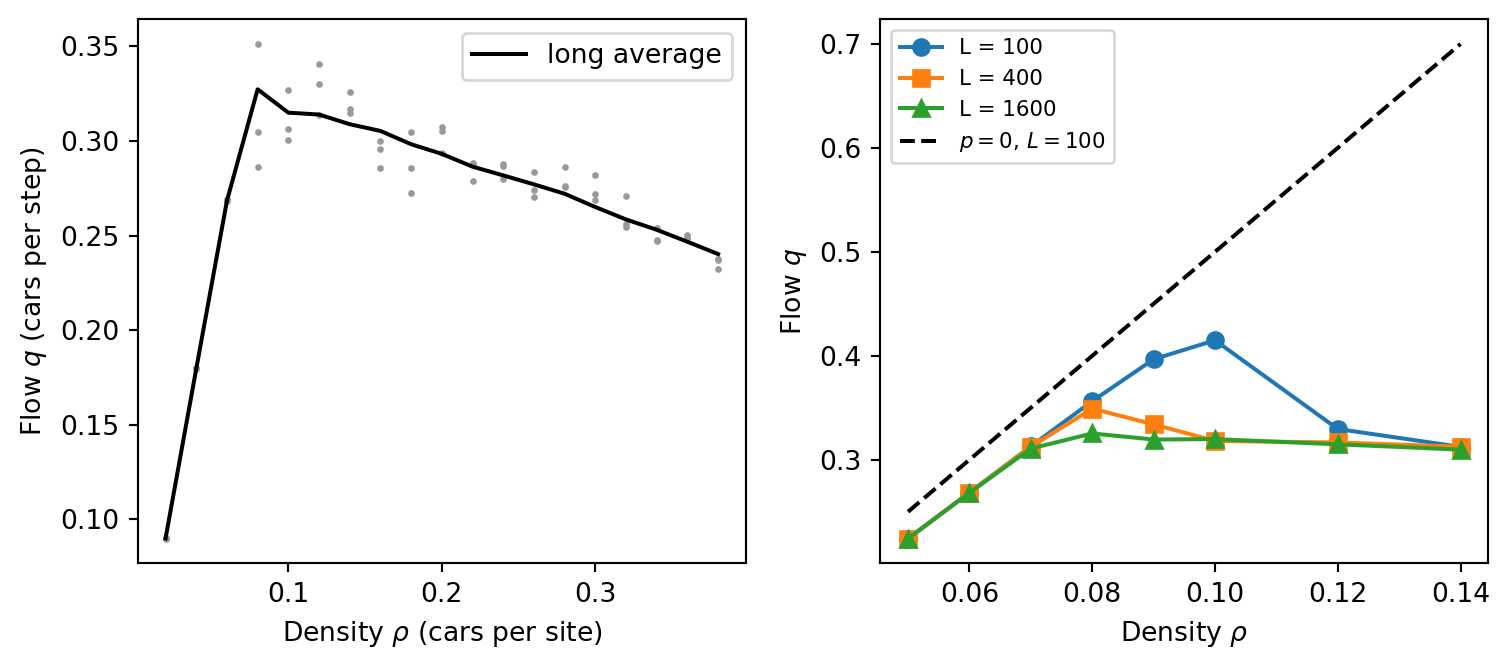 0.35
0.30
0.25
0.20
0.15
0.10
0.1
0.2
0.3
Flow q (cars per step)
Density ρ (cars per site)
long average
0.7
0.6
0.5
0.4
0.3
0.06
0.08
0.10
0.12
0.14
Flow q
Density ρ
L = 100
L = 400
L = 1600
p = 0, L = 100